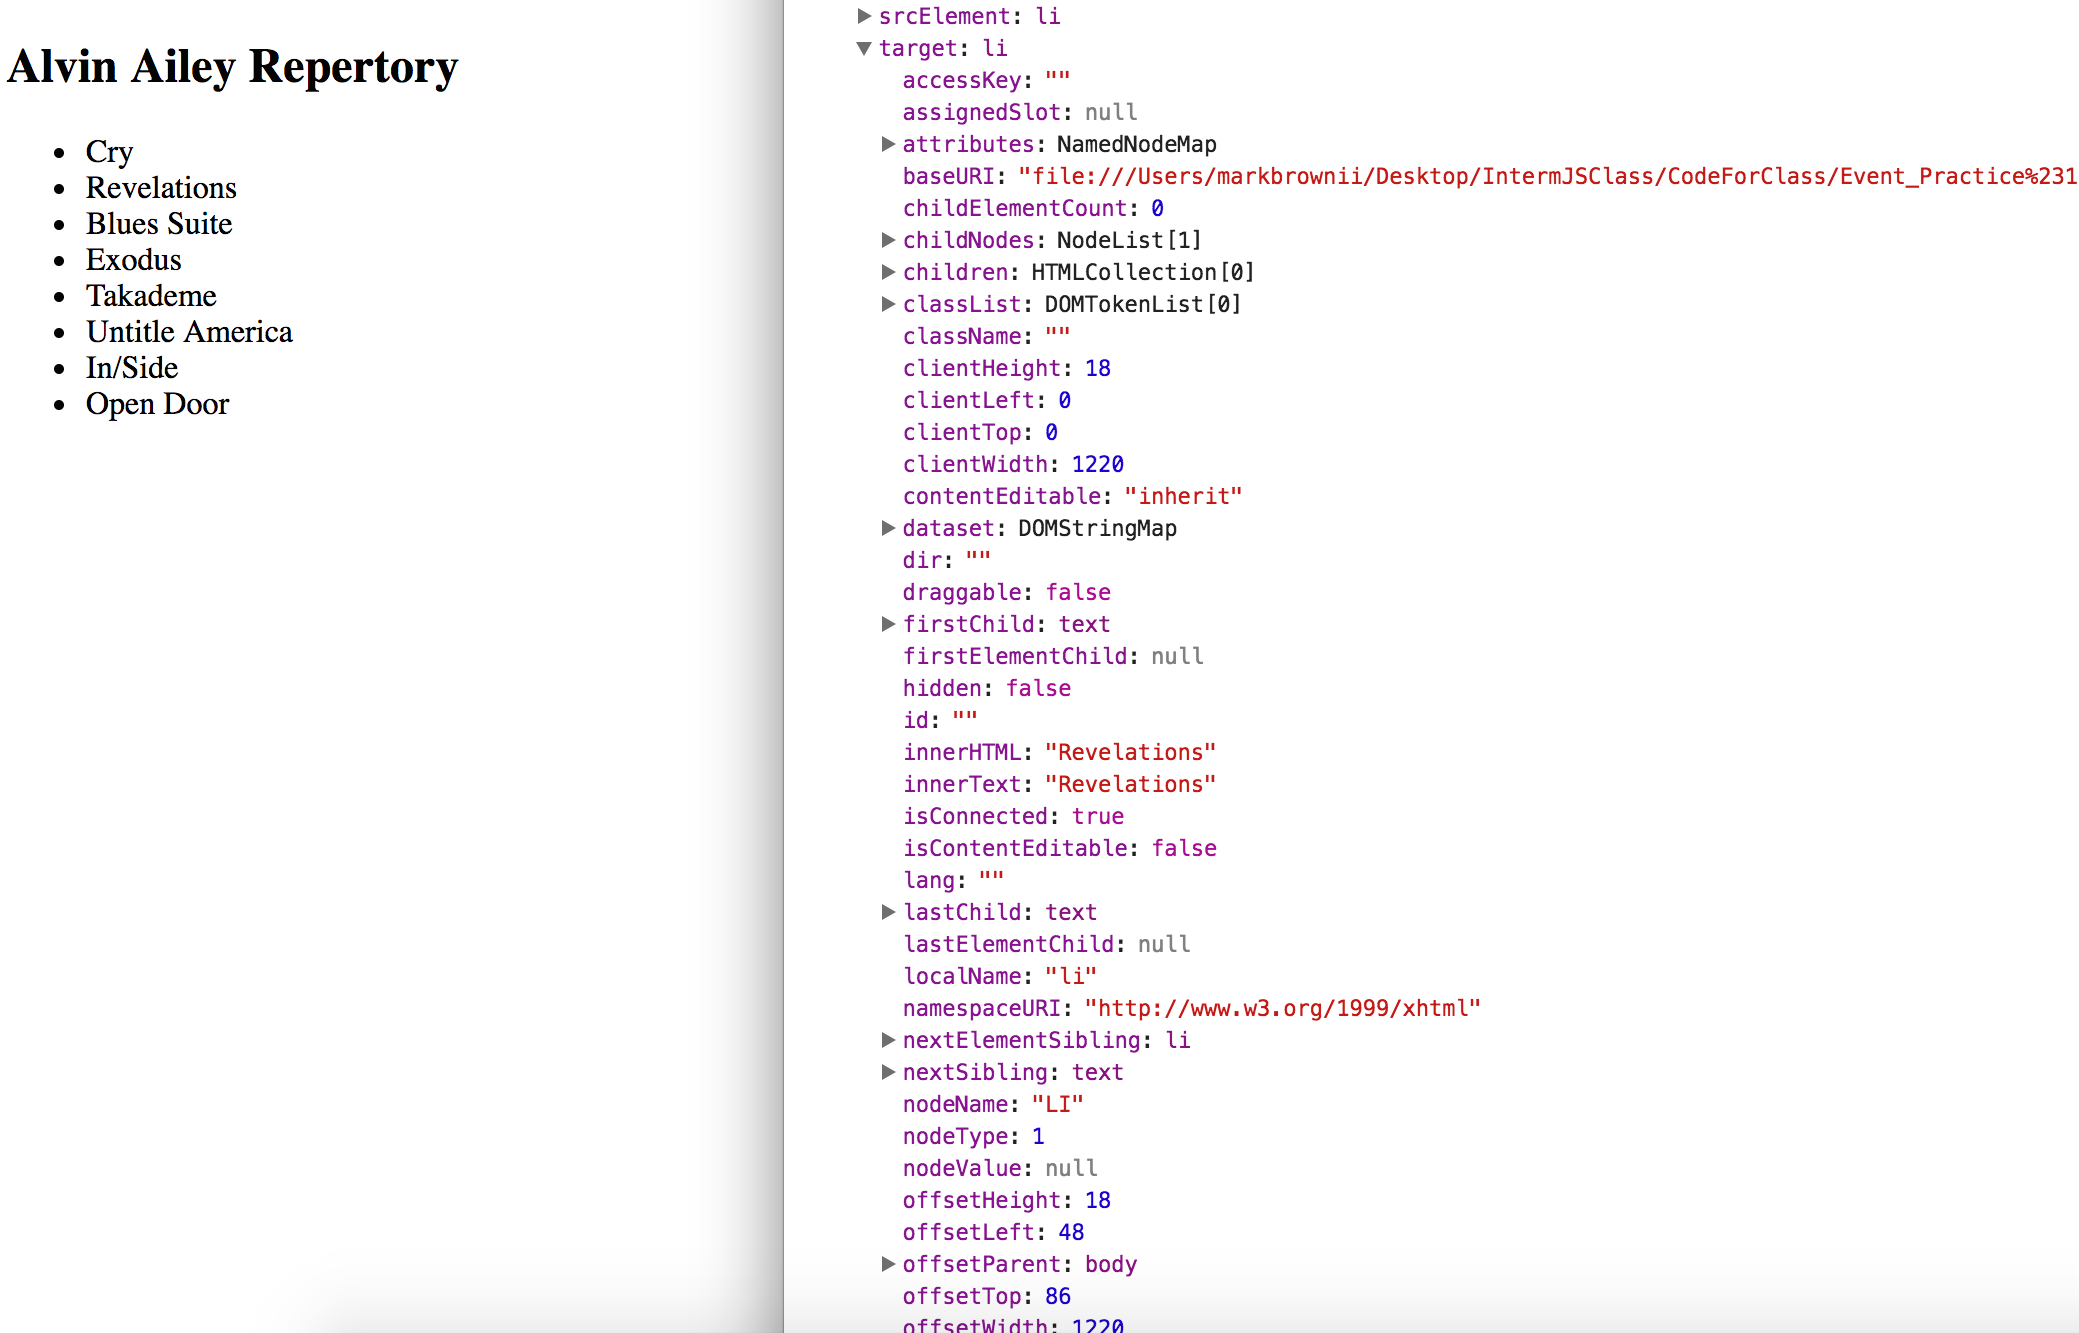 Alvin Ailey Repertory
Cry
Revelations
Blues Suite
Exodus
Takademe
Untitle America
In/Side
Open Door
srcElement: li
target: li
accessKey: ""
assignedSlot: null
attributes: NamedNodeMap
baseURI: "file:///Users/markbrownii/Desktop/IntermJSClass/CodeForClass/Event_Practice%231
childElementCount: 0
childNodes: NodeList[1]
children: HTMLCollection[0]
classList: DOMTokenList[0]
className: ""
clientHeight: 18
clientLeft: 0
clientTop: 0
clientWidth: 1220
contentEditable: "inherit"
dataset: DOMStringMap
dir: ""
draggable: false
firstChild: text
firstElementChild: null
hidden: false
id: ""
innerHTML: "Revelations"
innerText: "Revelations"
isConnected: true
isContentEditable: false
lang: ""
lastChild: text
lastElementChild: null
localName: "li"
namespaceURI: "http://www.w3.org/1999/xhtml"
nextElementSibling: li
nextSibling: text
nodeName: "LI"
nodeType: 1
nodeValue: null
offsetHeight: 18
offsetLeft: 48
offsetParent: body
offsetTop: 86
offsetWidth: 1220